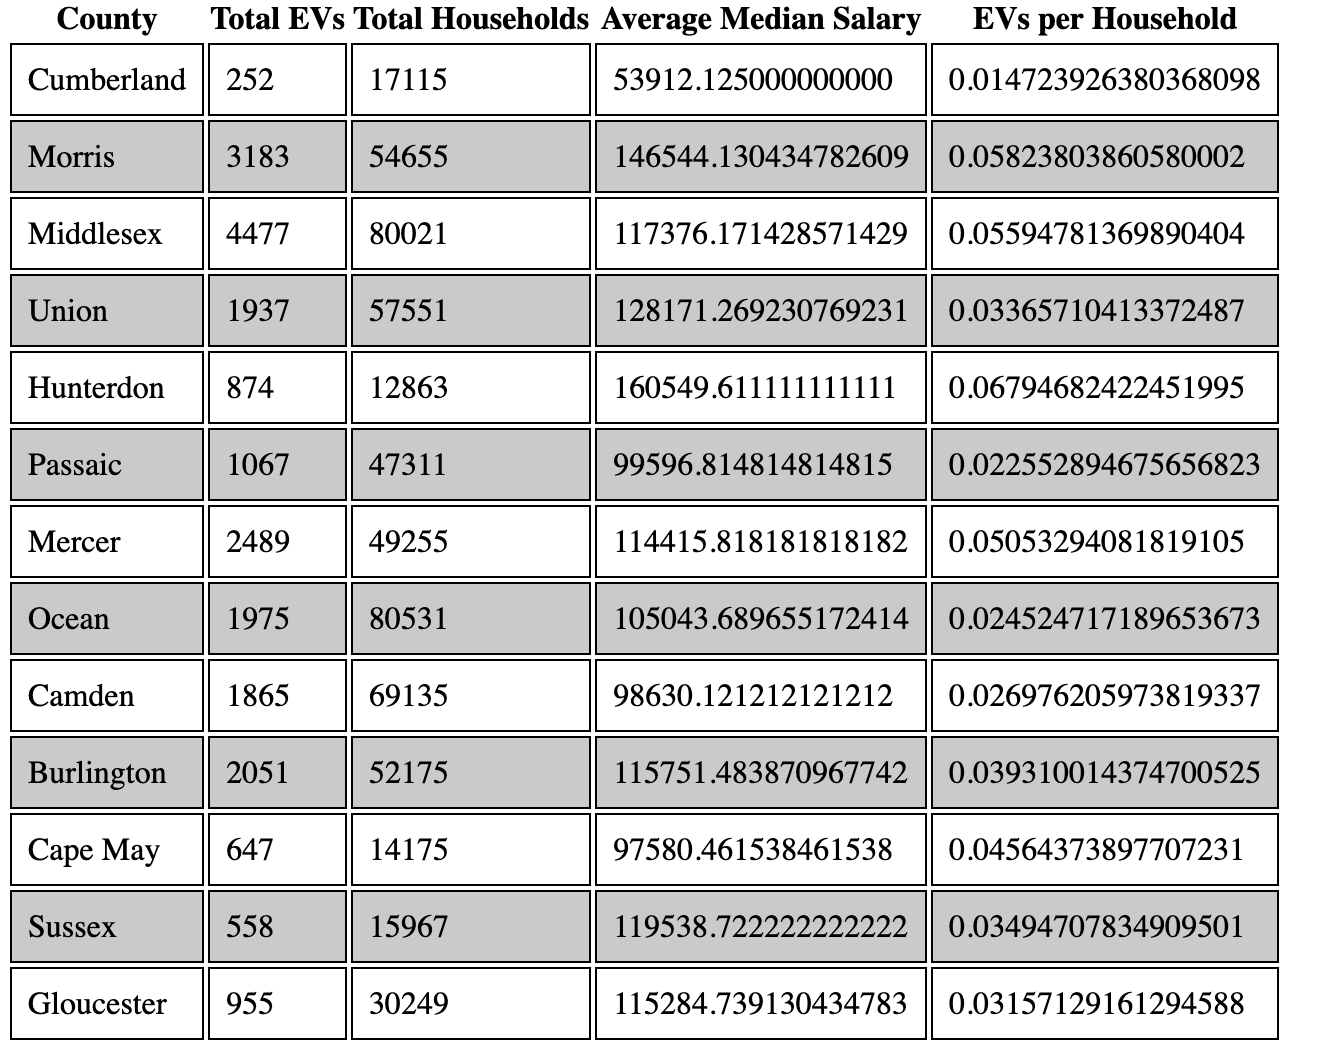 County Total EVs Total Households Average Median Salary EVs per Household
Cumberland 252 17115 53912.125000000000 0.014723926380368098
Morris 3183 54655 146544.130434782609 0.05823803860580002
Middlesex 4477 80021 117376.171428571429 0.05594781369890404
Union 1937 57551 128171.269230769231 0.03365710413372487
Hunterdon 874 12863 160549.611111111111 0.06794682422451995
Passaic 1067 47311 99596.814814814815 0.022552894675656823
Mercer 2489 49255 114415.818181818182 0.05053294081819105
Ocean 1975 80531 105043.689655172414 0.024524717189653673
Camden 1865 69135 98630.121212121212 0.026976205973819337
Burlington 2051 52175 115751.483870967742 0.039310014374700525
Cape May 647 14175 97580.461538461538 0.04564373897707231
Sussex 558 15967 119538.722222222222 0.03494707834909501
Gloucester 955 30249 115284.739130434783 0.03157129161294588